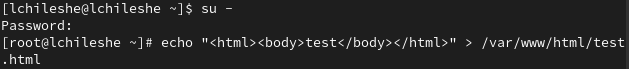 [lchileshe@lchileshe ~]$ su -
Password:
[root@lchileshe ~]# echo "<html><body>test</body></html>" > /var/www/html/test
.html